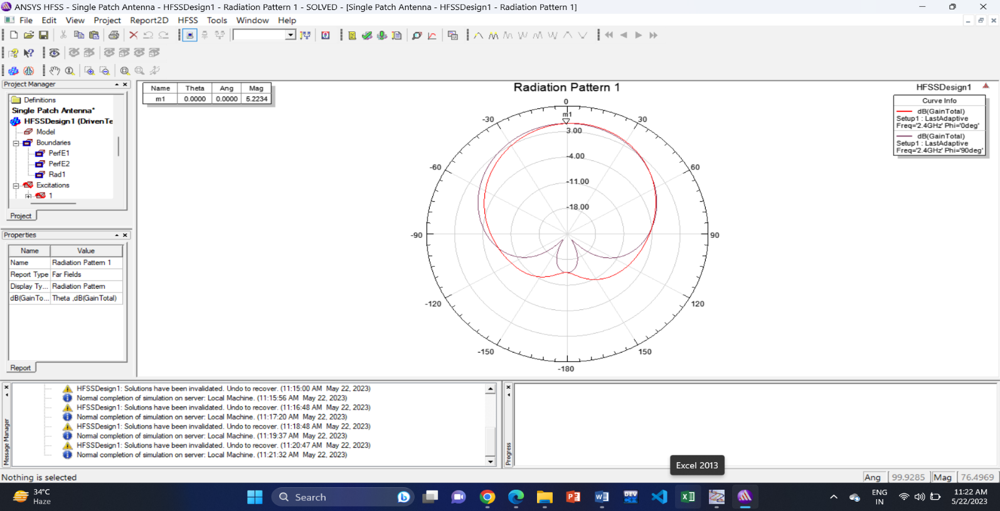 ANSYS HFSS - Single Patch Antenna - HFSSDesign1 - Radiation Pattern 1 - SOLVED - [Single Patch Antenna - HFSSDesign1 - Radiation Pattern 1]
File Edit View Project Report2D HFSS Tools Window Help
Project Manager
Definitions
Single Patch Antenna*
HFSSDesign1 (DrivenTe
Model
Boundaries
PerfE1
PerfE2
Rad1
Excitations
1
Project
Properties
Name Value
Name Radiation Pattern 1
Report Type Far Fields
Display Ty... Radiation Pattern
dB(GainTo... Theta ,dB(GainTotal)
Report
Name Theta Ang Mag
m1 0.0000 0.0000 5.2234
Radiation Pattern 1
HFSSDesign1
Curve Info
dB(GainTotal)
Setup1 : LastAdaptive
Freq='2.4GHz' Phi='0deg'
dB(GainTotal)
Setup1 : LastAdaptive
Freq='2.4GHz' Phi='90deg'
0
m1
-30 30
3.00
-4.00
-60 60
-11.00
-18.00
-90 90
-120 120
-150 150
-180
Message Manager
HFSSDesign1: Solutions have been invalidated. Undo to recover. (11:15:00 AM May 22, 2023)
Normal completion of simulation on server: Local Machine. (11:15:56 AM May 22, 2023)
HFSSDesign1: Solutions have been invalidated. Undo to recover. (11:16:48 AM May 22, 2023)
Normal completion of simulation on server: Local Machine. (11:17:20 AM May 22, 2023)
HFSSDesign1: Solutions have been invalidated. Undo to recover. (11:18:48 AM May 22, 2023)
Normal completion of simulation on server: Local Machine. (11:19:37 AM May 22, 2023)
HFSSDesign1: Solutions have been invalidated. Undo to recover. (11:20:47 AM May 22, 2023)
Normal completion of simulation on server: Local Machine. (11:21:32 AM May 22, 2023)
Progress
Excel 2013
Nothing is selected
Ang 99.9285 Mag 76.4969
34°C
Haze
Search
DEV
ENG
IN
11:22 AM
5/22/2023